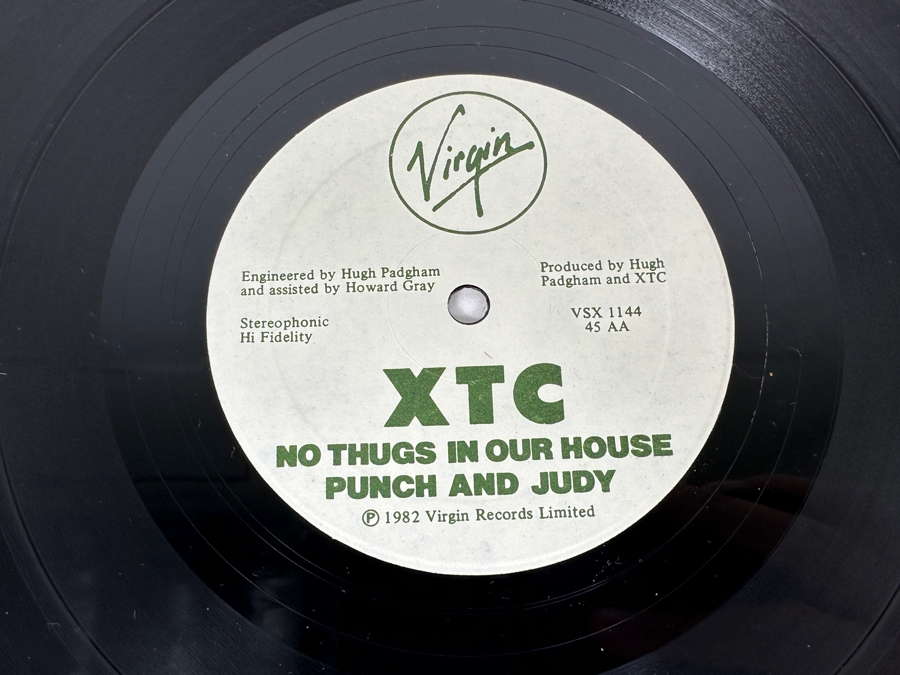 Virgin
Engineered by Hugh Padgham
and assisted by Howard Gray
Stereophonic
Hi Fidelity
Produced by Hugh
Padgham and XTC
VSX 1144
45 AA
XTC
NO THUGS IN OUR HOUSE
PUNCH AND JUDY
℗ 1982 Virgin Records Limited